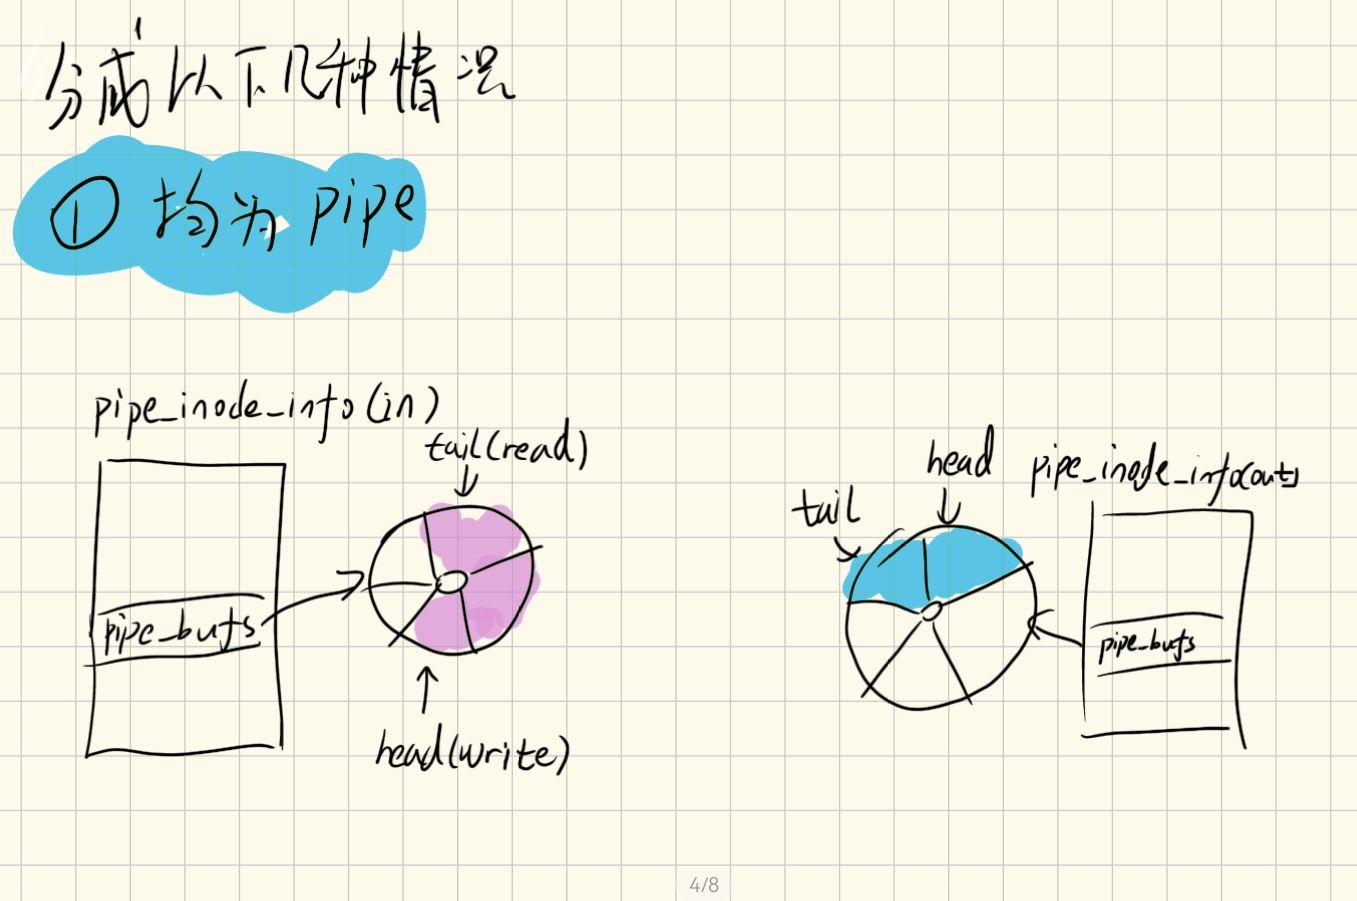 分成以下几种情况
① 均为 pipe
pipe_inode_info(in)
tail(read)
pipe_bufs
head(write)
head
pipe_inode_info(out)
tail
pipe_bufs
4/8